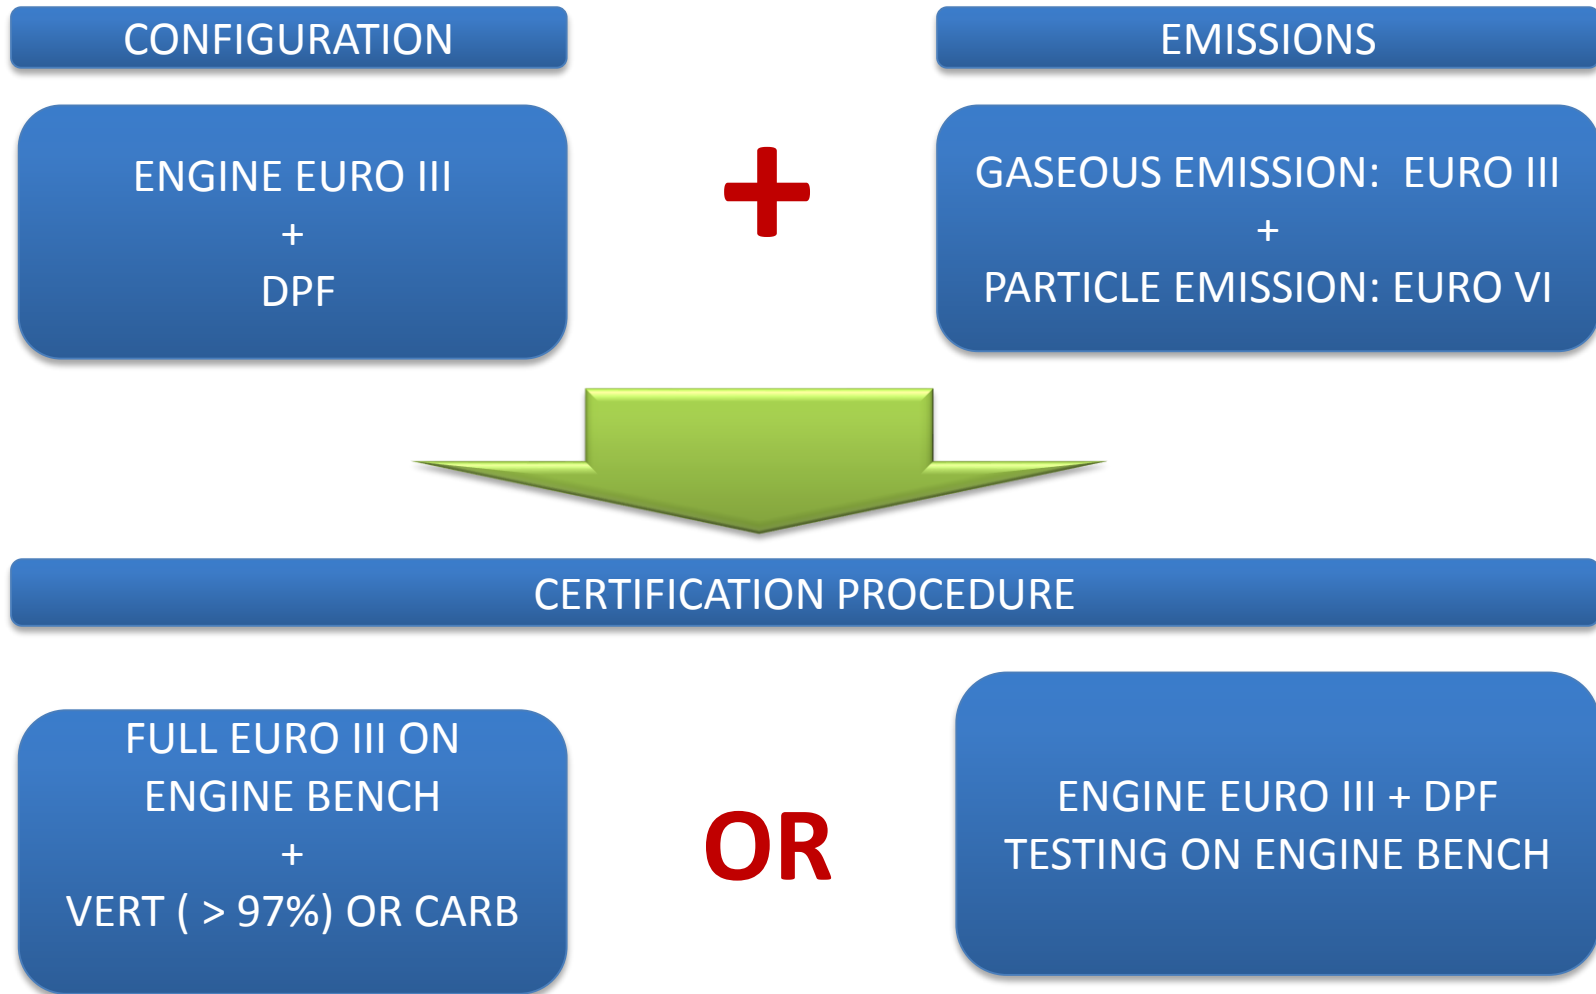 CONFIGURATION
EMISSIONS
ENGINE EURO III
+
DPF
+
GASEOUS EMISSION: EURO III
+
PARTICLE EMISSION: EURO VI
CERTIFICATION PROCEDURE
FULL EURO III ON
ENGINE BENCH
+
VERT ( > 97%) OR CARB
OR
ENGINE EURO III + DPF
TESTING ON ENGINE BENCH